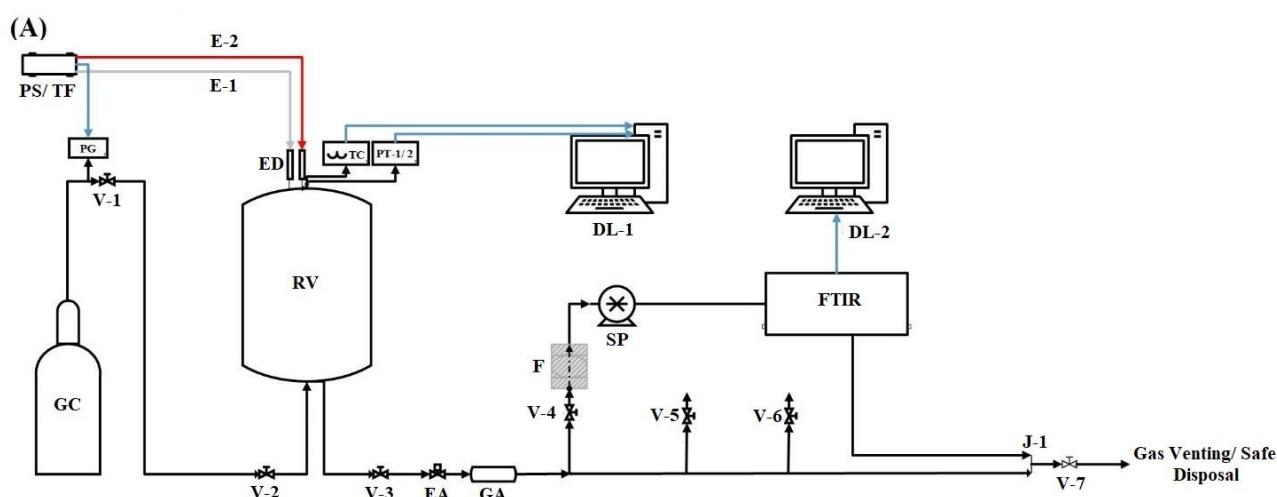 (A)
E-2
PS/ TF
E-1
PG
ED
TC
PT-1/ 2
V-1
DL-1
DL-2
RV
FTIR
SP
F
GC
V-4
V-5
V-6
J-1
Gas Venting/ Safe
Disposal
V-2
V-3
EA
GA
V-7